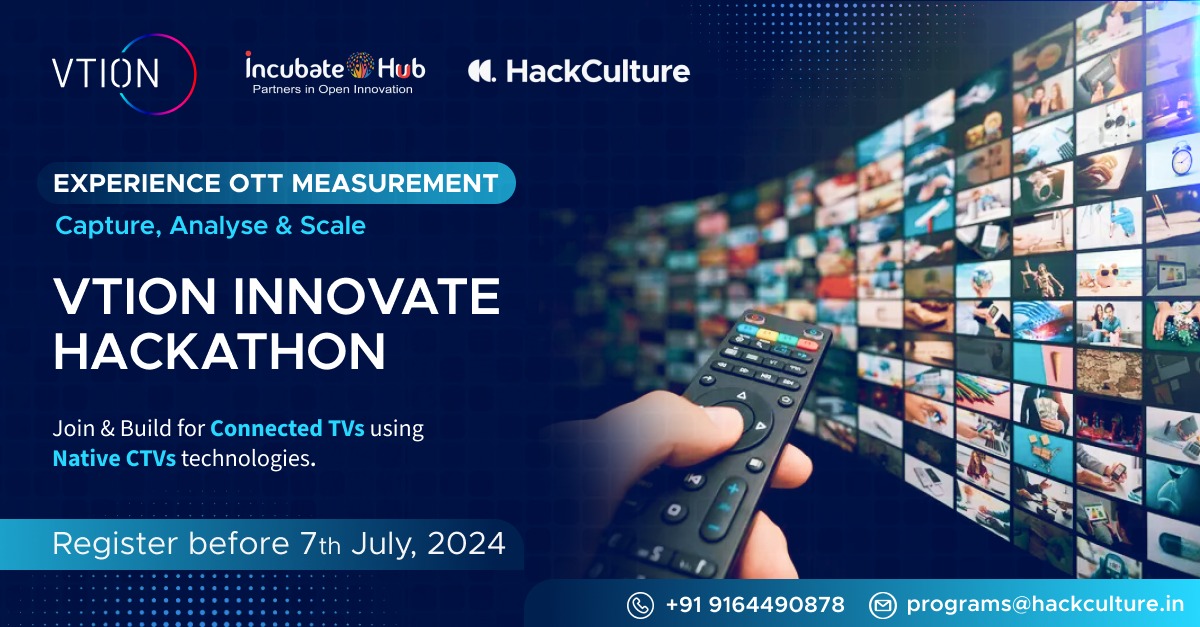 VTION
incubate Hub
Partners in Open Innovation
HackCulture
EXPERIENCE OTT MEASUREMENT
Capture, Analyse & Scale
VTION INNOVATE
HACKATHON
Join & Build for Connected TVs using
Native CTVs technologies.
Register before 7th July, 2024
+91 9164490878
programs@hackculture.in